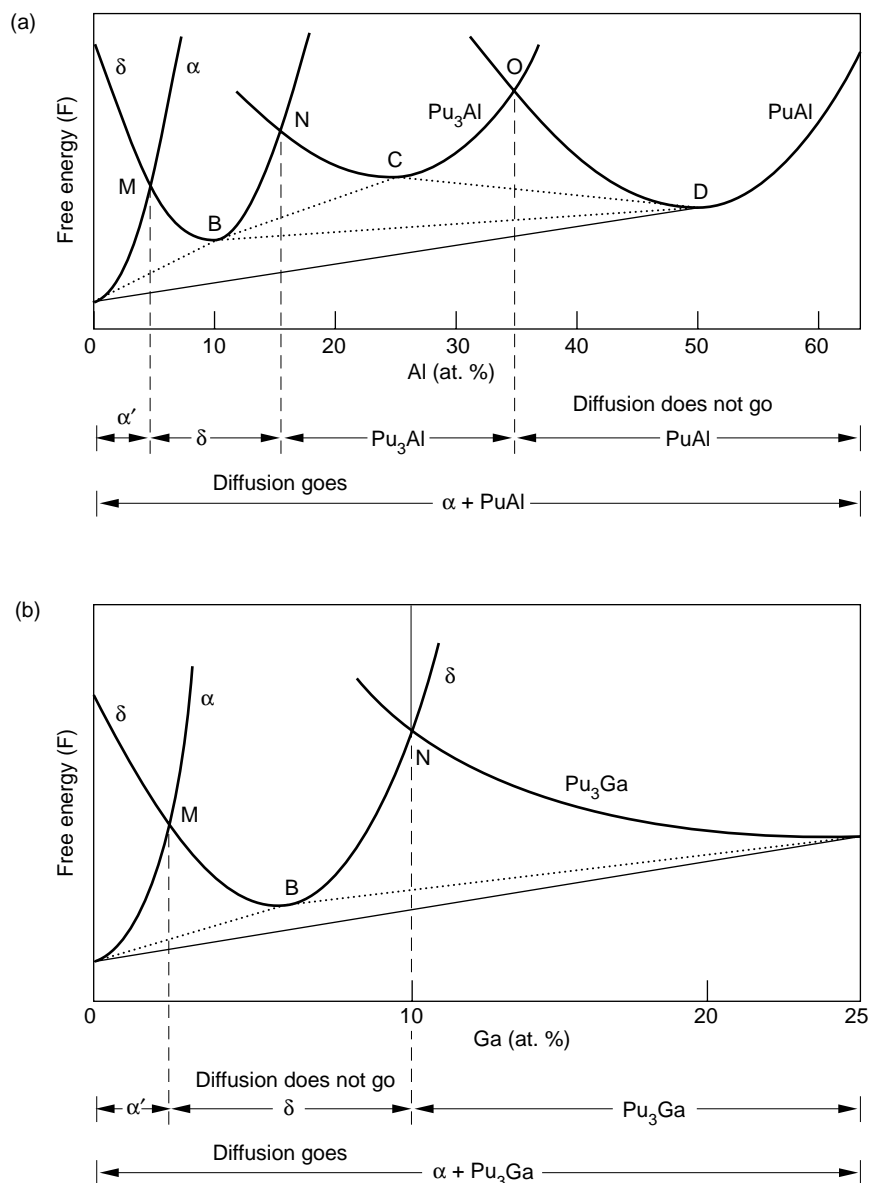 (a)
δ
α
O
N
Pu₃Al
PuAl
C
M
B
D
Free energy (F)
0 10 20 30 40 50 60
Al (at. %)
Diffusion does not go
α′ δ Pu₃Al PuAl
Diffusion goes
α + PuAl
(b)
δ
α
δ
N
Pu₃Ga
M
B
Free energy (F)
0 10 20 25
Ga (at. %)
Diffusion does not go
α′ δ Pu₃Ga
Diffusion goes
α + Pu₃Ga